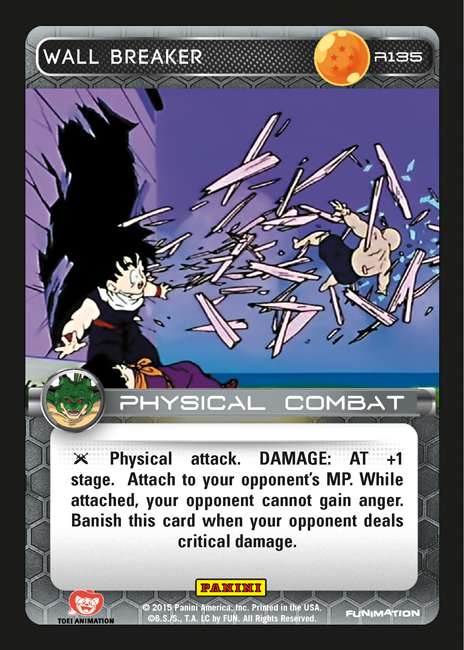 WALL BREAKER R135
PHYSICAL COMBAT
Physical attack. DAMAGE: AT +1
stage. Attach to your opponent's MP. While
attached, your opponent cannot gain anger.
Banish this card when your opponent deals
critical damage.
PANINI
TOEI ANIMATION
© 2015 Panini America, Inc. Printed in the USA.
©B.S./S., T.A. LC by FUN. All Rights Reserved.
FUNIMATION